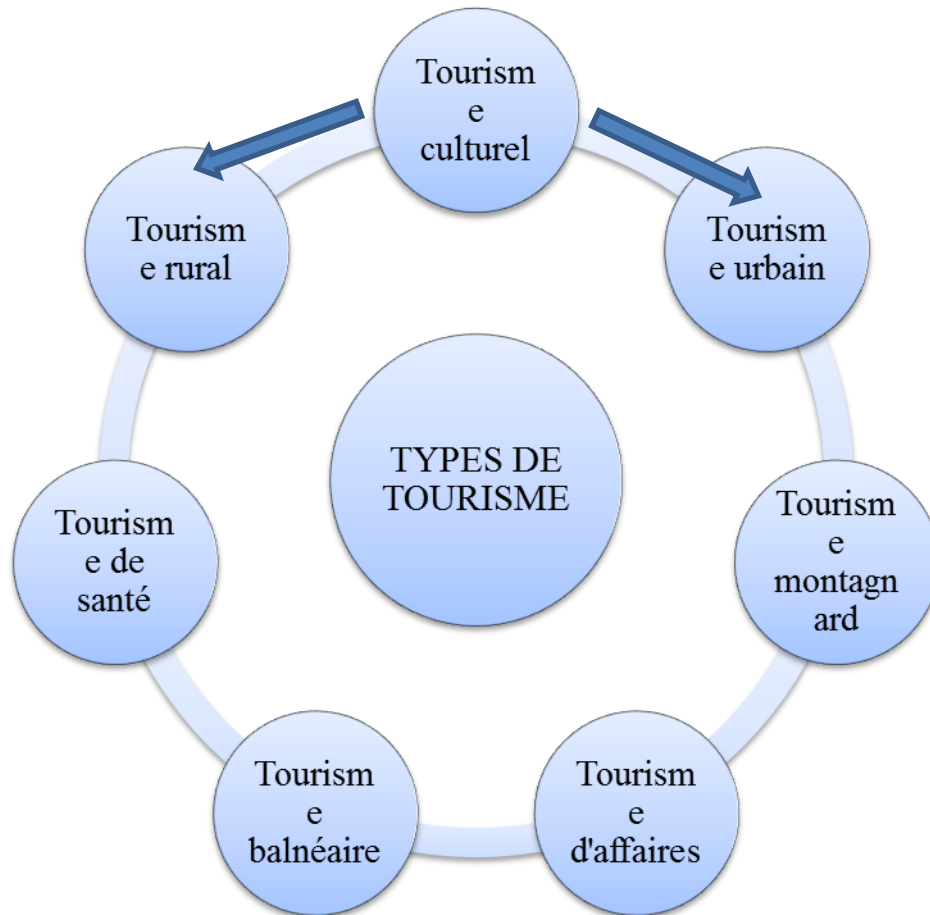 Tourism
e
culturel
Tourism
e rural
Tourism
e urbain
TYPES DE
TOURISME
Tourism
e de
santé
Tourism
e
montagn
ard
Tourism
e
balnéaire
Tourism
e
d'affaires